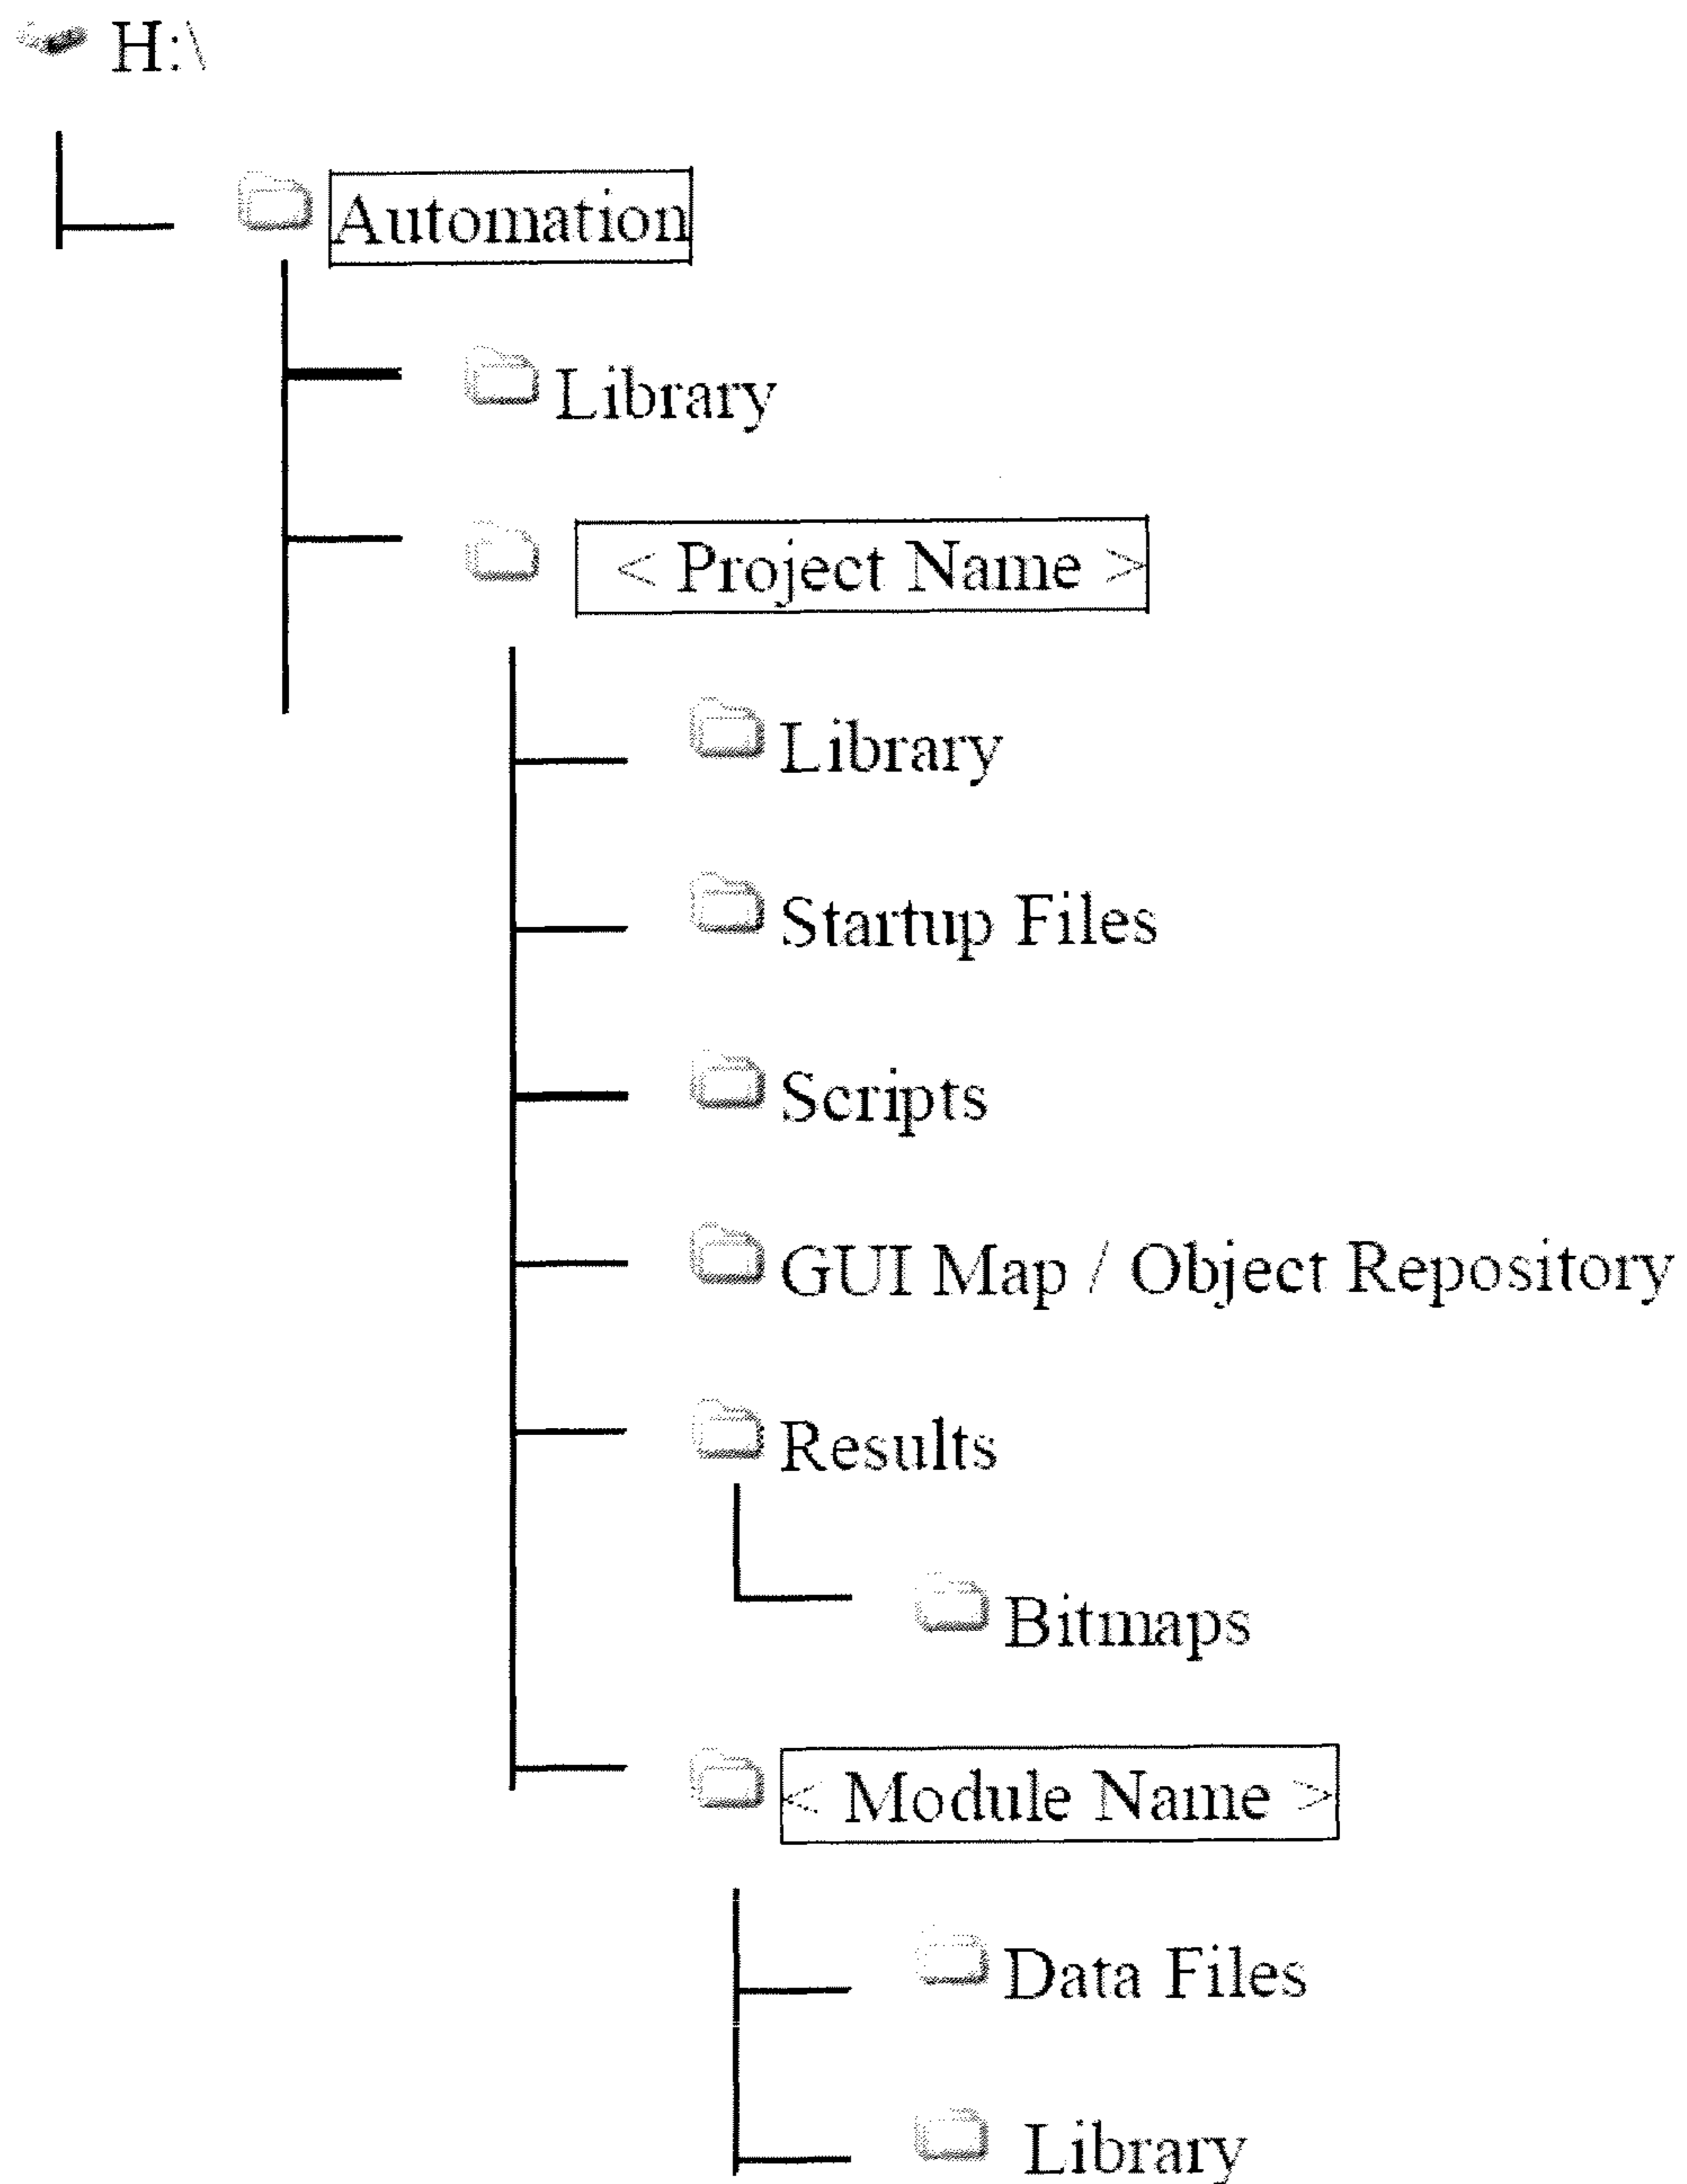 H:\
Automation
Library
< Project Name >
Library
Startup Files
Scripts
GUI Map / Object Repository
Results
Bitmaps
< Module Name >
Data Files
Library